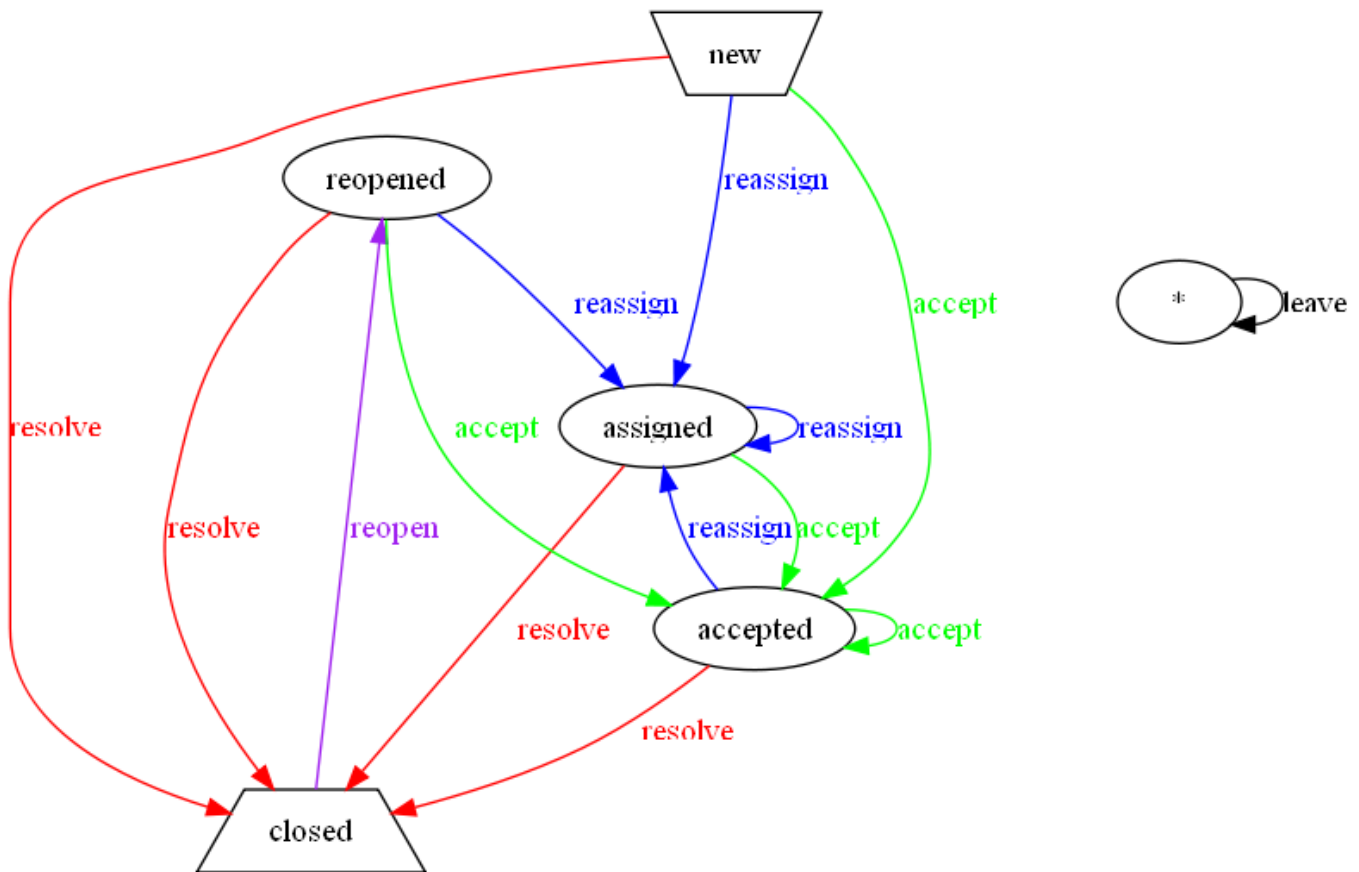 new
reopened
reassign
reassign
accept
*
leave
resolve
accept
assigned
reassign
resolve
reopen
reassign
accept
resolve
accepted
accept
resolve
closed